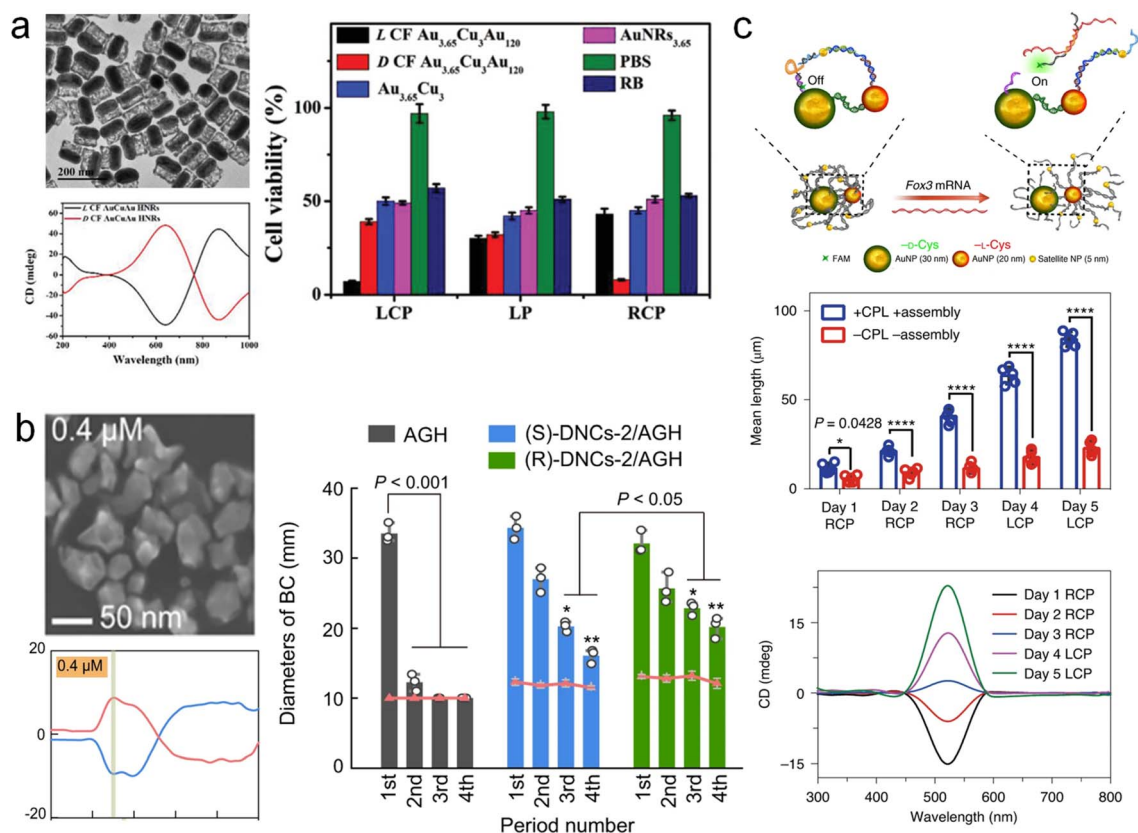 a
200 nm
L CF AuCuAu HNRs
D CF AuCuAu HNRs
CD (mdeg)
60
40
20
0
-20
-40
-60
200
400
600
800
1000
Wavelength (nm)
L CF Au3.65Cu3Au120
D CF Au3.65Cu3Au120
Au3.65Cu3
AuNRs3.65
PBS
RB
Cell viability (%)
100
50
0
LCP
LP
RCP
b
0.4 µM
50 nm
20
0.4 µM
0
-20
AGH
(S)-DNCs-2/AGH
(R)-DNCs-2/AGH
P < 0.001
P < 0.05
Diameters of BC (mm)
40
30
20
10
0
*
**
*
**
1st
2nd
3rd
4th
1st
2nd
3rd
4th
1st
2nd
3rd
4th
Period number
c
Off
On
Fox3 mRNA
–D-Cys
–L-Cys
FAM
AuNP (30 nm)
AuNP (20 nm)
Satellite NP (5 nm)
+CPL +assembly
–CPL –assembly
Mean length (µm)
100
50
0
P = 0.0428
*
****
****
****
****
Day 1 RCP
Day 2 RCP
Day 3 RCP
Day 4 LCP
Day 5 LCP
Day 1 RCP
Day 2 RCP
Day 3 RCP
Day 4 LCP
Day 5 LCP
CD (mdeg)
15
0
–15
300
400
500
600
700
800
Wavelength (nm)